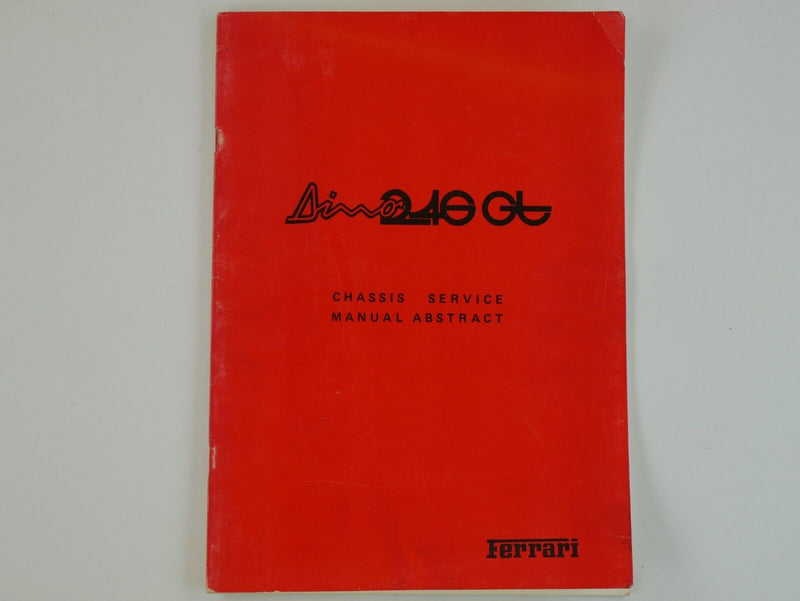 Dino 246 GT
CHASSIS SERVICE
MANUAL ABSTRACT
Ferrari